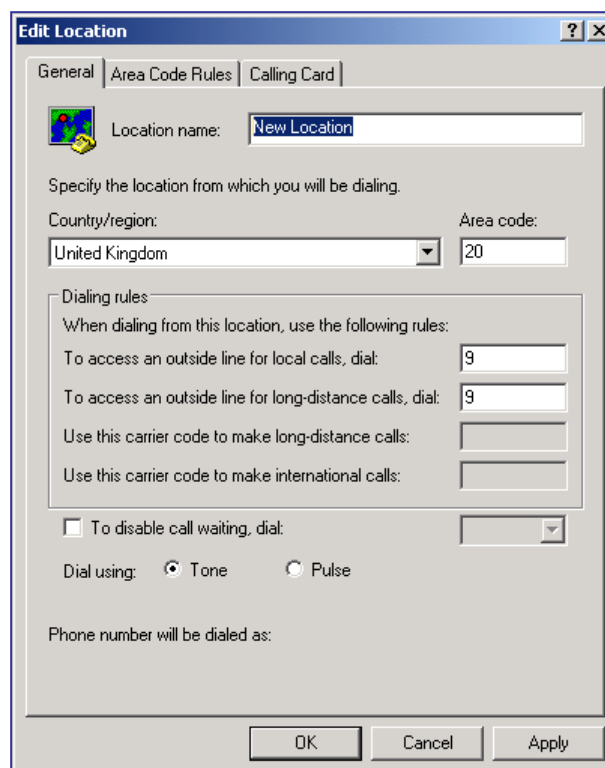 Edit Location
General Area Code Rules Calling Card
Location name: New Location
Specify the location from which you will be dialing.
Country/region: Area code:
United Kingdom 20
Dialing rules
When dialing from this location, use the following rules:
To access an outside line for local calls, dial: 9
To access an outside line for long-distance calls, dial: 9
Use this carrier code to make long-distance calls:
Use this carrier code to make international calls:
To disable call waiting, dial:
Dial using: Tone Pulse
Phone number will be dialed as:
OK Cancel Apply